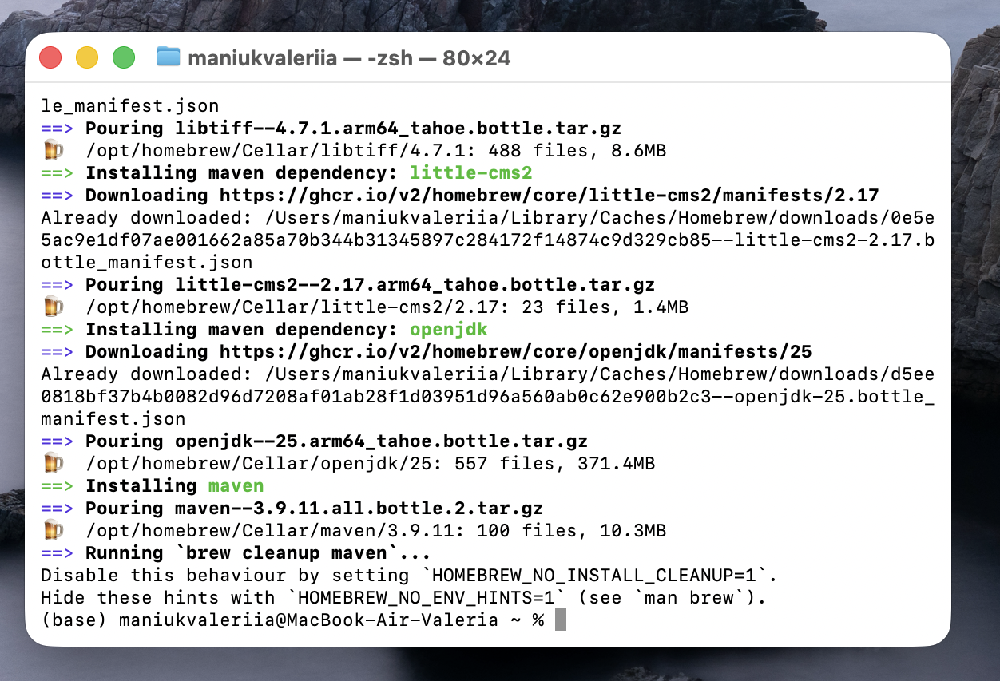 maniukvaleriia — -zsh — 80×24
le_manifest.json
==> Pouring libtiff--4.7.1.arm64_tahoe.bottle.tar.gz
🍺  /opt/homebrew/Cellar/libtiff/4.7.1: 488 files, 8.6MB
==> Installing maven dependency: little-cms2
==> Downloading https://ghcr.io/v2/homebrew/core/little-cms2/manifests/2.17
Already downloaded: /Users/maniukvaleriia/Library/Caches/Homebrew/downloads/0e5e
5ac9e1df07ae001662a85a70b344b31345897c284172f14874c9d329cb85--little-cms2-2.17.b
ottle_manifest.json
==> Pouring little-cms2--2.17.arm64_tahoe.bottle.tar.gz
🍺  /opt/homebrew/Cellar/little-cms2/2.17: 23 files, 1.4MB
==> Installing maven dependency: openjdk
==> Downloading https://ghcr.io/v2/homebrew/core/openjdk/manifests/25
Already downloaded: /Users/maniukvaleriia/Library/Caches/Homebrew/downloads/d5ee
0818bf37b4b0082d96d7208af01ab28f1d03951d96a560ab0c62e900b2c3--openjdk-25.bottle_
manifest.json
==> Pouring openjdk--25.arm64_tahoe.bottle.tar.gz
🍺  /opt/homebrew/Cellar/openjdk/25: 557 files, 371.4MB
==> Installing maven
==> Pouring maven--3.9.11.all.bottle.2.tar.gz
🍺  /opt/homebrew/Cellar/maven/3.9.11: 100 files, 10.3MB
==> Running `brew cleanup maven`...
Disable this behaviour by setting `HOMEBREW_NO_INSTALL_CLEANUP=1`.
Hide these hints with `HOMEBREW_NO_ENV_HINTS=1` (see `man brew`).
(base) maniukvaleriia@MacBook-Air-Valeria ~ %